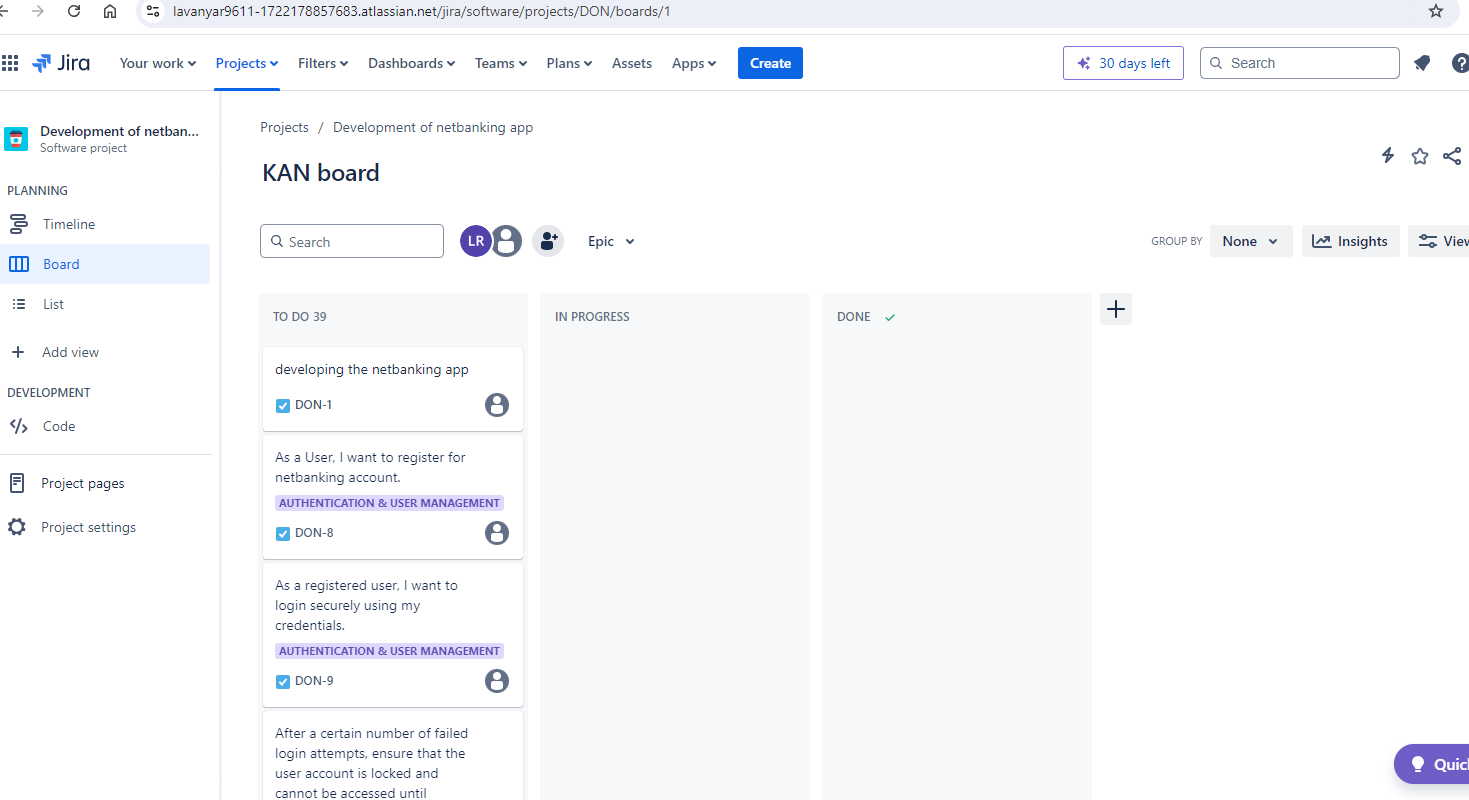 lavanyar9611-1722178857683.atlassian.net/jira/software/projects/DON/boards/1
Jira
Your work
Projects
Filters
Dashboards
Teams
Plans
Assets
Apps
Create
30 days left
Search
?
Development of netban...
Software project
PLANNING
Timeline
Board
List
Add view
DEVELOPMENT
Code
Project pages
Project settings
Projects / Development of netbanking app
KAN board
Search
LR
Epic
GROUP BY
None
Insights
View
TO DO 39
developing the netbanking app
DON-1
As a User, I want to register for
netbanking account.
AUTHENTICATION & USER MANAGEMENT
DON-8
As a registered user, I want to
login securely using my
credentials.
AUTHENTICATION & USER MANAGEMENT
DON-9
After a certain number of failed
login attempts, ensure that the
user account is locked and
cannot be accessed until
IN PROGRESS
DONE